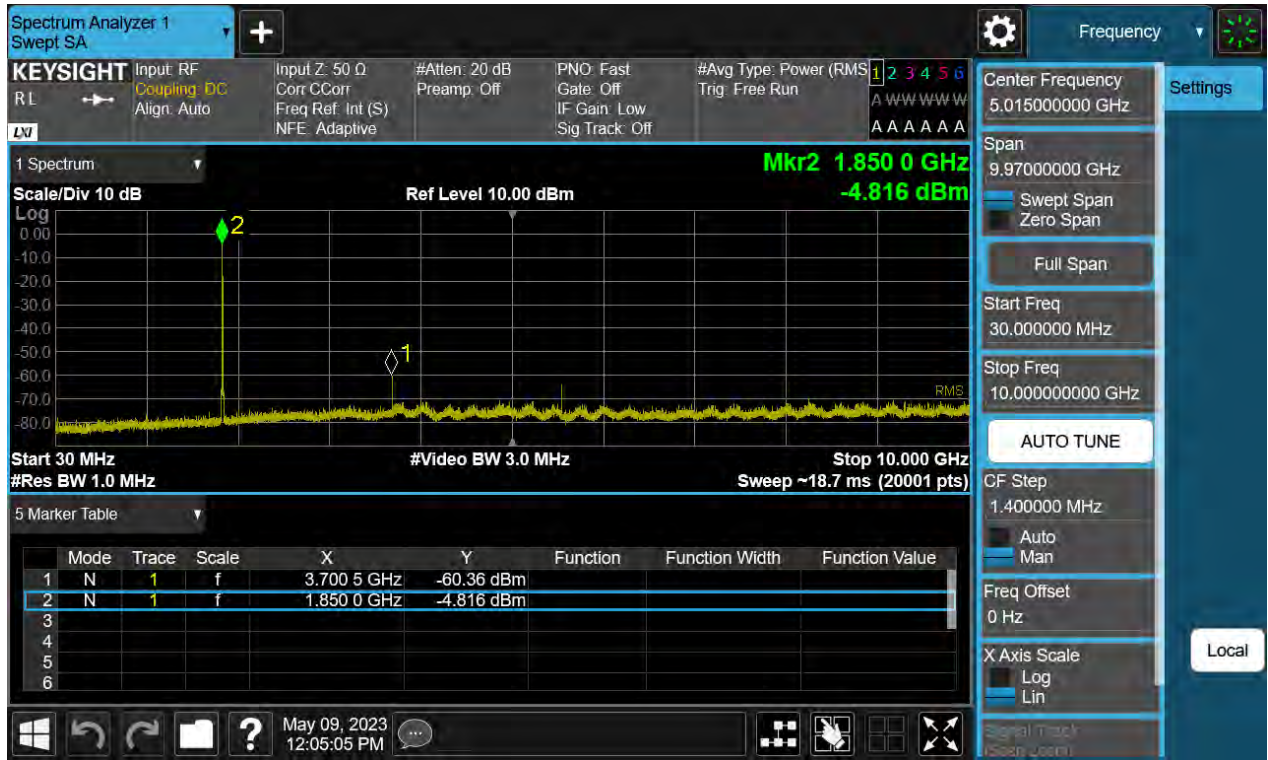 Spectrum Analyzer 1
Swept SA
Frequency
KEYSIGHT
RL
LXI
Input: RF
Coupling: DC
Align: Auto
Input Z: 50 Ω
Corr CCorr
Freq Ref: Int (S)
NFE: Adaptive
#Atten: 20 dB
Preamp: Off
PNO: Fast
Gate: Off
IF Gain: Low
Sig Track: Off
#Avg Type: Power (RMS
Trig: Free Run
1 2 3 4 5 6
A W W W W W
A A A A A A
1 Spectrum
Mkr2 1.850 0 GHz
Scale/Div 10 dB
Ref Level 10.00 dBm
-4.816 dBm
Log
0.00
-10.0
-20.0
-30.0
-40.0
-50.0
-60.0
-70.0
-80.0
2
1
RMS
Start 30 MHz
#Video BW 3.0 MHz
Stop 10.000 GHz
#Res BW 1.0 MHz
Sweep ~18.7 ms (20001 pts)
5 Marker Table
Mode Trace Scale X Y Function Function Width Function Value
1 N 1 f 3.700 5 GHz -60.36 dBm
2 N 1 f 1.850 0 GHz -4.816 dBm
3
4
5
6
?
May 09, 2023
12:05:05 PM
Center Frequency
5.015000000 GHz
Settings
Span
9.97000000 GHz
Swept Span
Zero Span
Full Span
Start Freq
30.000000 MHz
Stop Freq
10.000000000 GHz
AUTO TUNE
CF Step
1.400000 MHz
Auto
Man
Freq Offset
0 Hz
X Axis Scale
Log
Lin
Local
Signal Track
(Span Zoom)